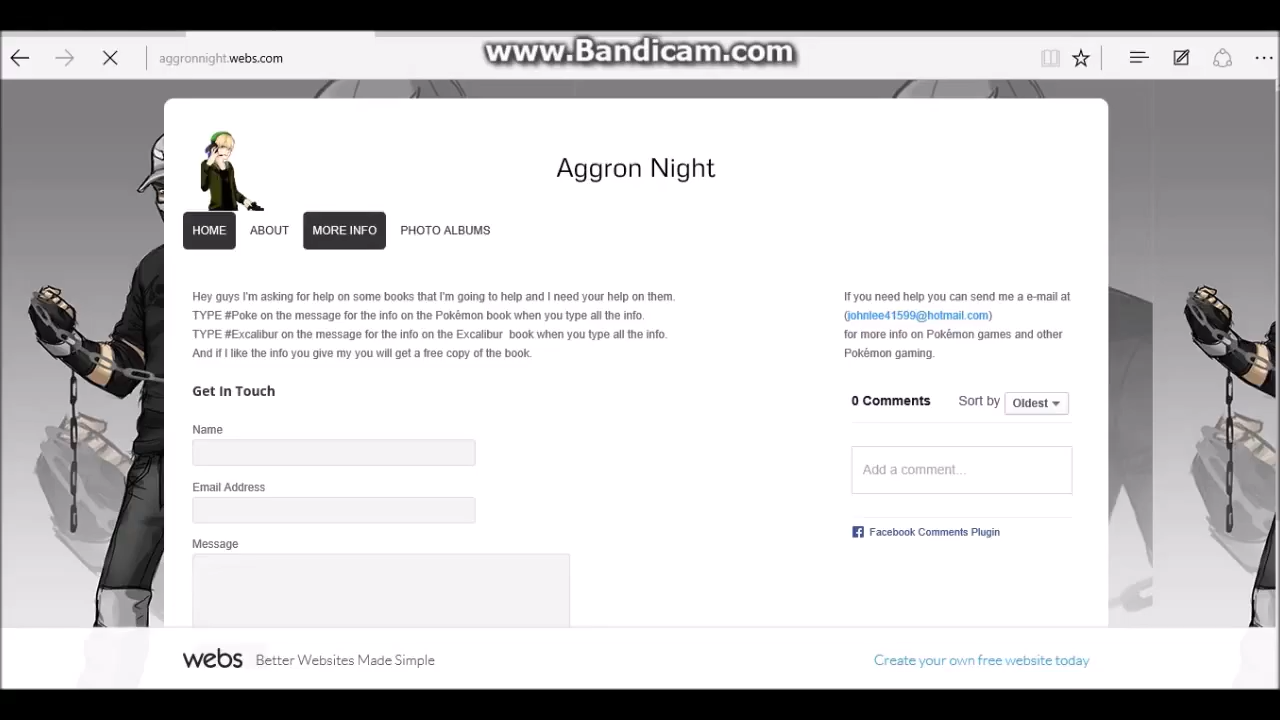 www.Bandicam.com
aggronnight.webs.com
Aggron Night
HOME ABOUT MORE INFO PHOTO ALBUMS
Hey guys I'm asking for help on some books that I'm going to help and I need your help on them.
TYPE #Poke on the message for the info on the Pokémon book when you type all the info.
TYPE #Excalibur on the message for the info on the Excalibur book when you type all the info.
And if I like the info you give my you will get a free copy of the book.
Get In Touch
Name
Email Address
Message
If you need help you can send me a e-mail at
(johnlee41599@hotmail.com)
for more info on Pokémon games and other
Pokémon gaming.
0 Comments Sort by Oldest
Add a comment...
Facebook Comments Plugin
webs Better Websites Made Simple
Create your own free website today